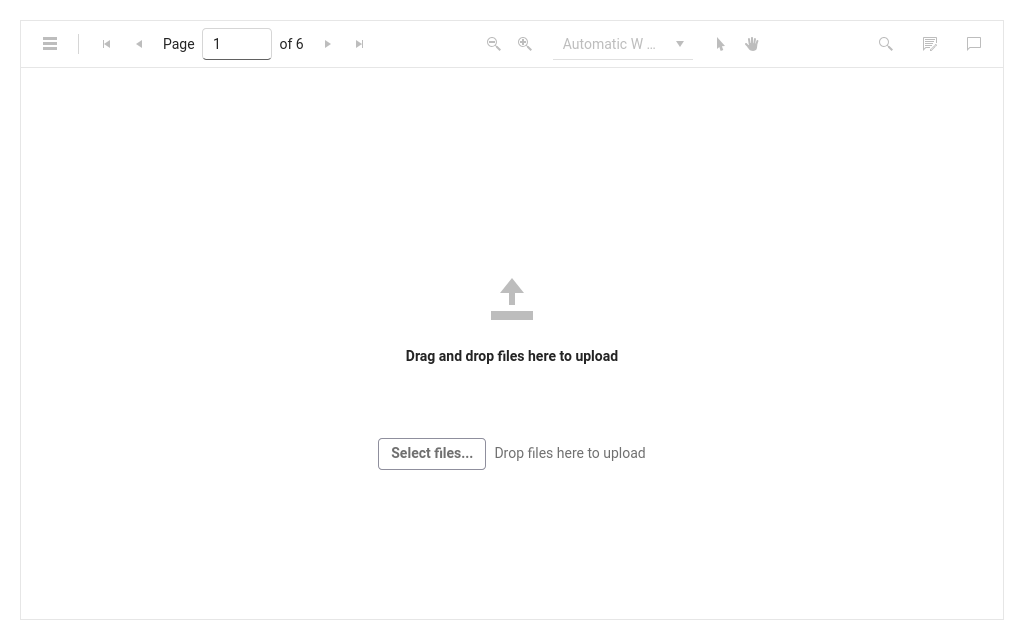 Page 1 of 6 Automatic W ...
Drag and drop files here to upload
Select files... Drop files here to upload